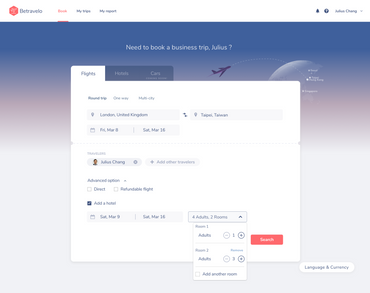 Betravelo
Book
My trips
My report
Julius Chang
Need to book a business trip, Julius ?
Flights
Hotels
Cars
Round trip
One way
Multi-city
London, United Kingdom
Taipei, Taiwan
Fri, Mar 8
Sat, Mar 16
Julius Chang
Add other travelers
Advanced option
Direct
Refundable flight
Add a hotel
Sat, Mar 9
Sat, Mar 16
4 Adults, 2 Rooms
Room 1
Adults
1
Room 2
Remove
Adults
3
Add another room
Search
Language & Currency